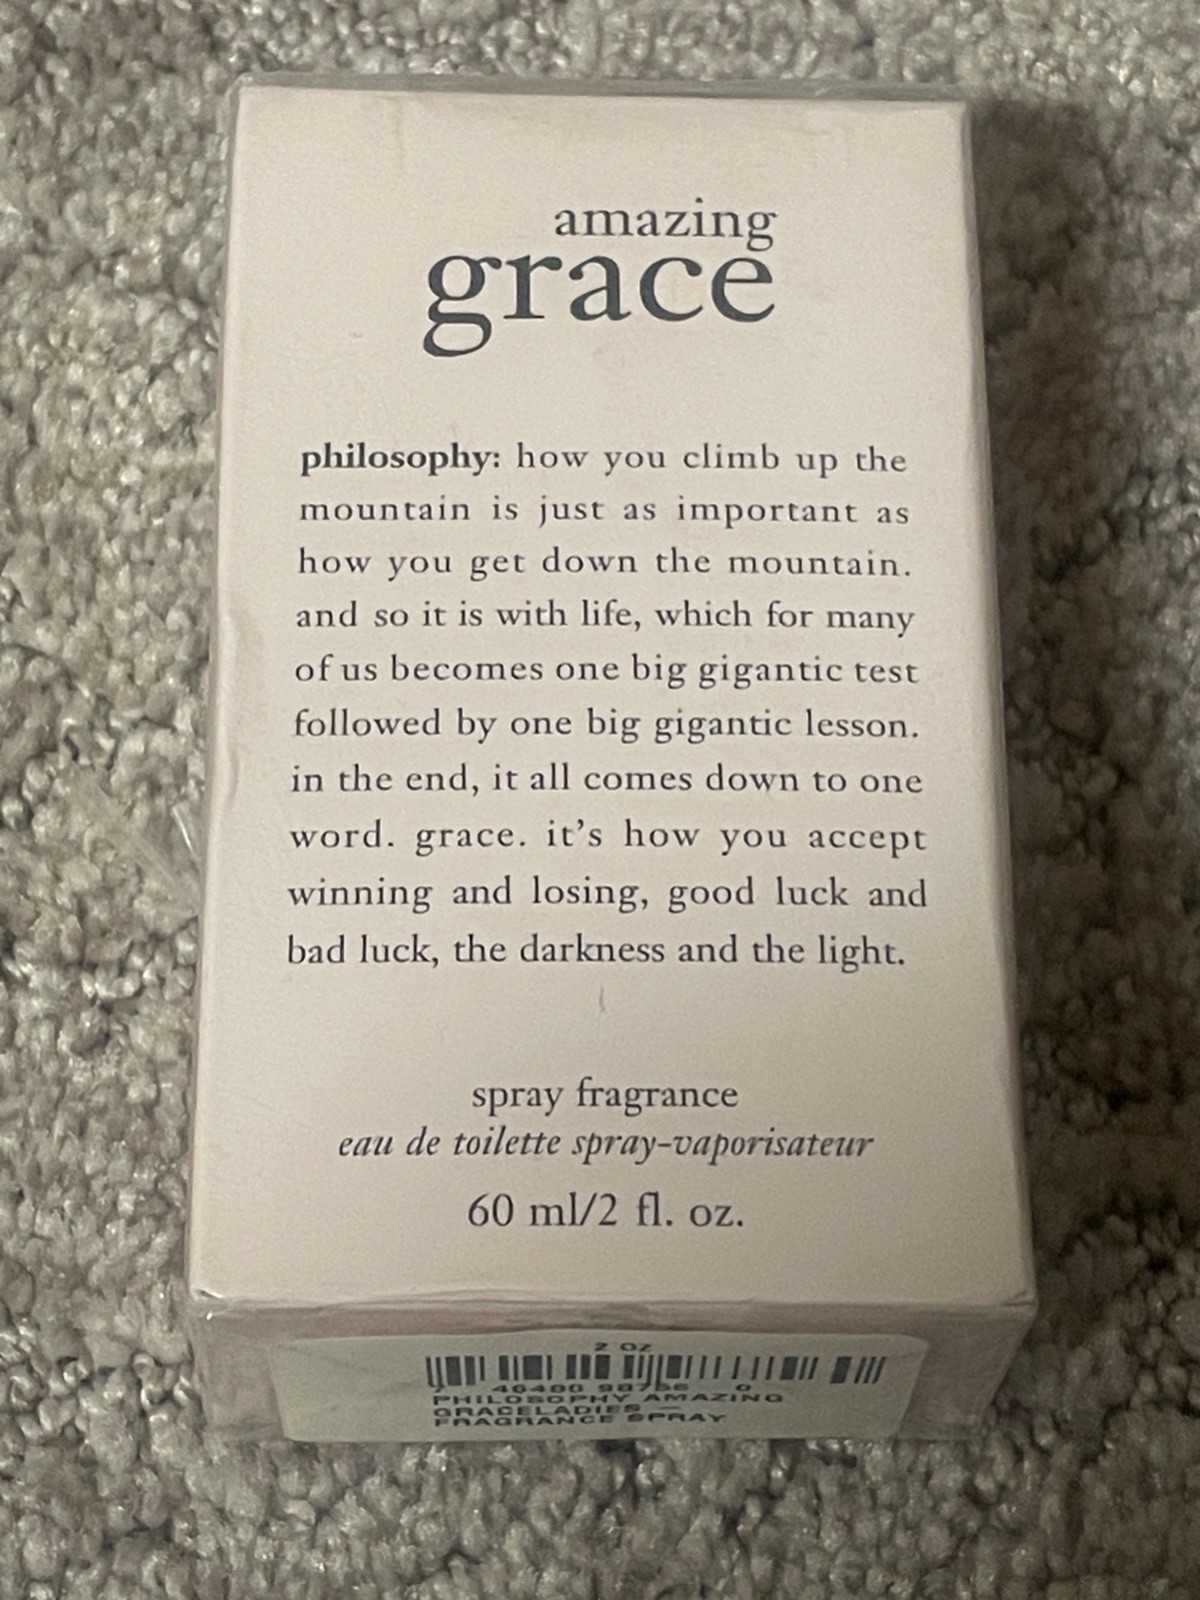 amazing
grace
philosophy: how you climb up the
mountain is just as important as
how you get down the mountain.
and so it is with life, which for many
of us becomes one big gigantic test
followed by one big gigantic lesson.
in the end, it all comes down to one
word. grace. it's how you accept
winning and losing, good luck and
bad luck, the darkness and the light.
spray fragrance
eau de toilette spray-vaporisateur
60 ml/2 fl. oz.
2 Oz
PHILOSOPHY AMAZING
GRACELADIES –
FRAGRANCE SPRAY